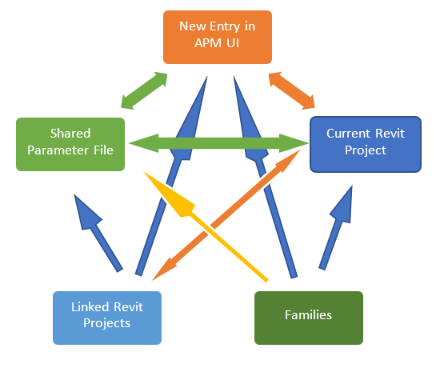 New Entry in
APM UI
Shared
Parameter File
Current Revit
Project
Linked Revit
Projects
Families